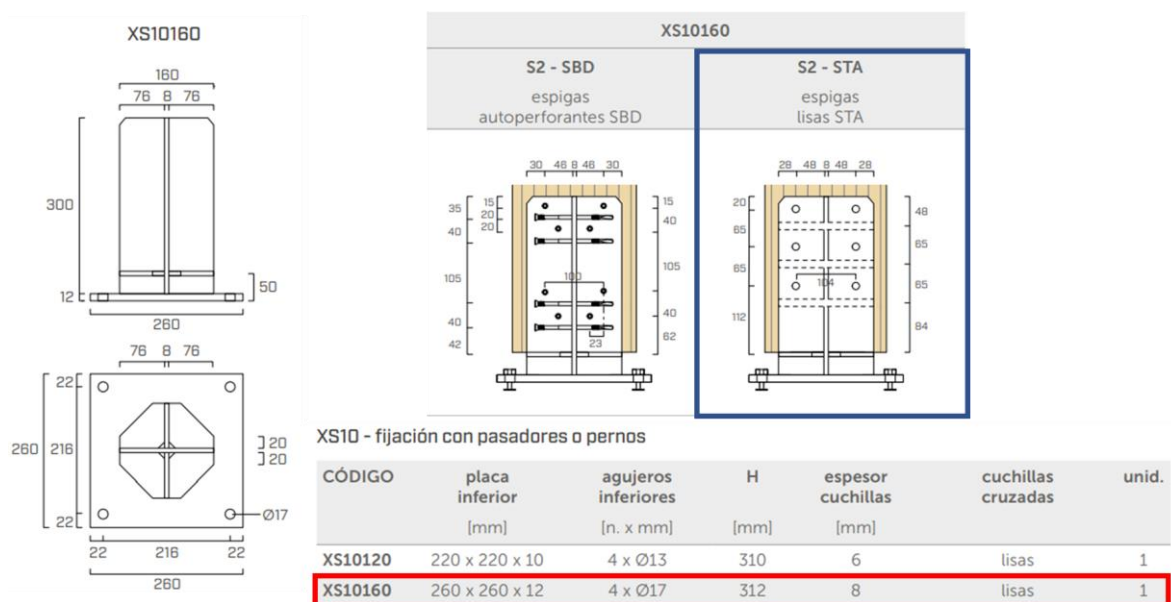 XS10160
160
76 8 76
300
12
50
260
76 8 76
22
260 216
22
20
20
Ø17
22 216 22
260
XS10160
S2 - SBD
espigas
autoperforantes SBD
30 46 8 46 30
35
40
105
40
42
15
20
20
15
40
105
40
62
100
23
S2 - STA
espigas
lisas STA
28 48 8 48 28
20
65
65
112
48
65
85
84
104
XS10 - fijación con pasadores o pernos
CÓDIGO placa inferior agujeros inferiores H espesor cuchillas cuchillas cruzadas unid.
[mm] [n. x mm] [mm] [mm]
XS10120 220 x 220 x 10 4 x Ø13 310 6 lisas 1
XS10160 260 x 260 x 12 4 x Ø17 312 8 lisas 1